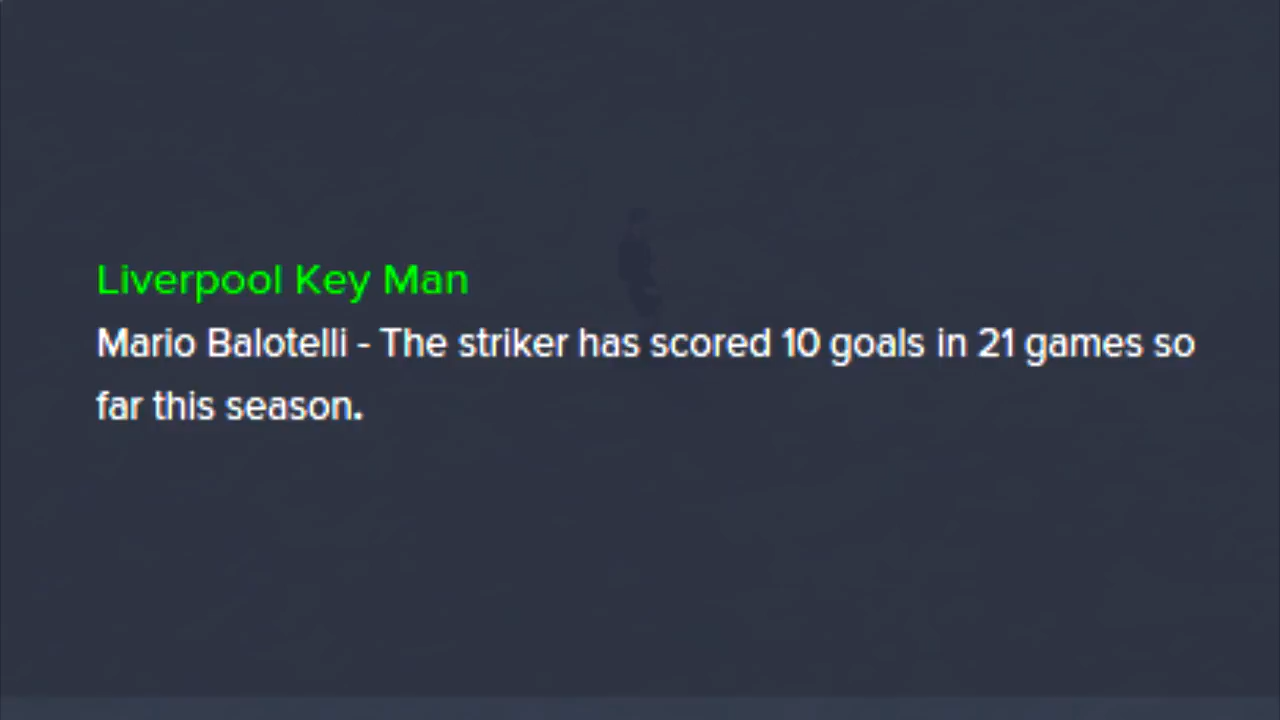 Liverpool Key Man
Mario Balotelli - The striker has scored 10 goals in 21 games so
far this season.